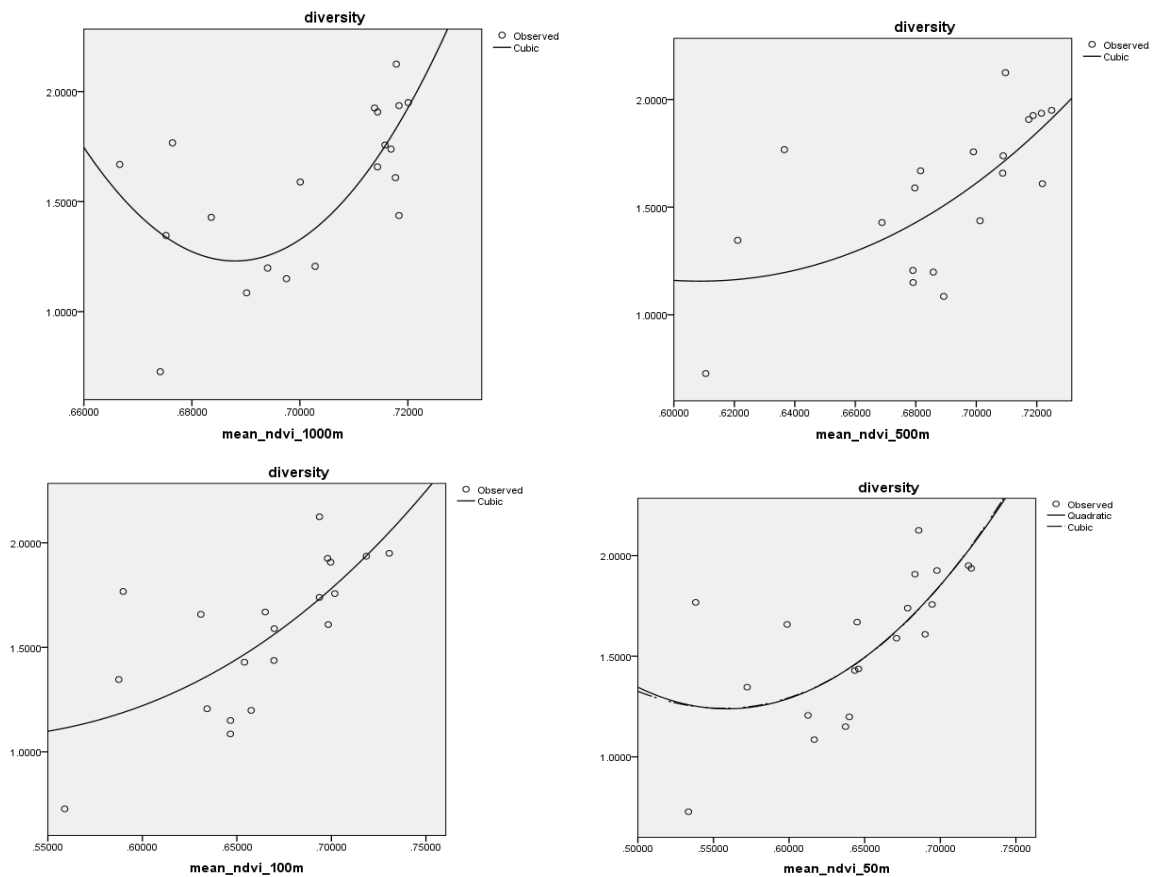 diversity
Observed
Cubic
2.0000
1.5000
1.0000
.66000 .68000 .70000 .72000
mean_ndvi_1000m
diversity
Observed
Cubic
2.0000
1.5000
1.0000
.60000 .62000 .64000 .66000 .68000 .70000 .72000
mean_ndvi_500m
diversity
Observed
Cubic
2.0000
1.5000
1.0000
.55000 .60000 .65000 .70000 .75000
mean_ndvi_100m
diversity
Observed
Quadratic
Cubic
2.0000
1.5000
1.0000
.50000 .55000 .60000 .65000 .70000 .75000
mean_ndvi_50m